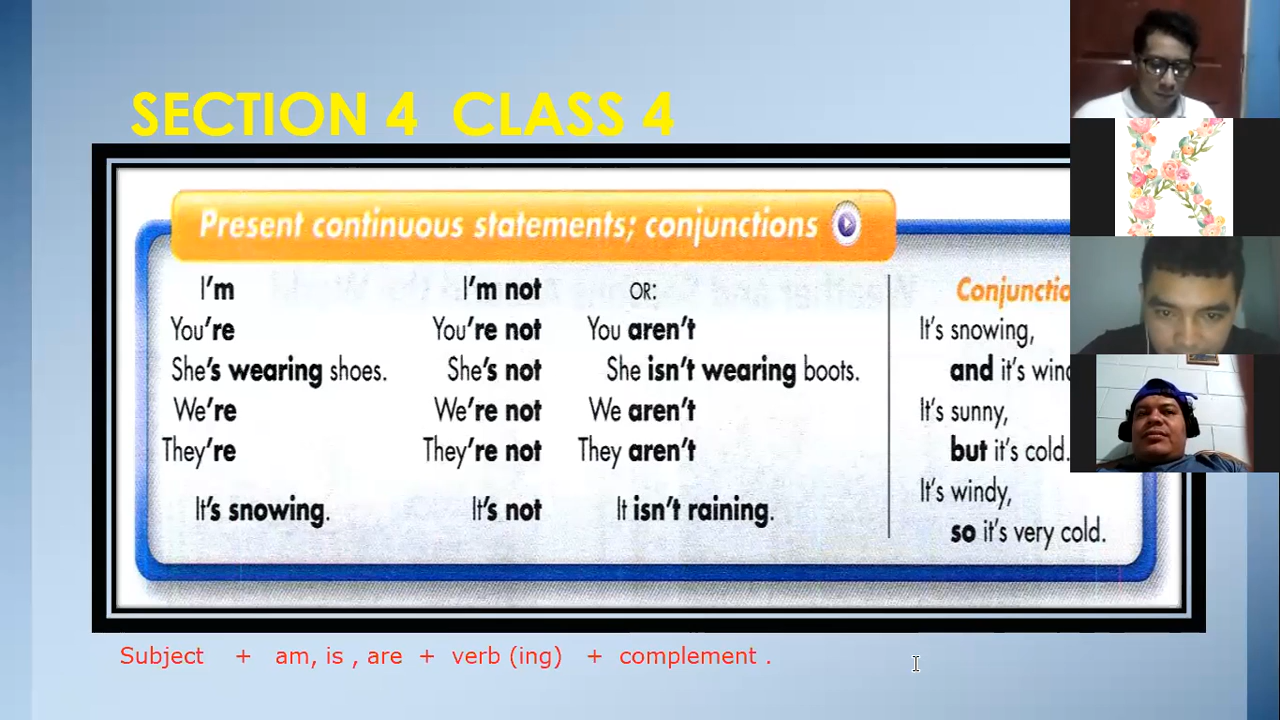 SECTION 4 CLASS 4
Present continuous statements; conjunctions
I'm I'm not OR:
You're You're not You aren't
She's wearing shoes. She's not She isn't wearing boots.
We're We're not We aren't
They're They're not They aren't
It's snowing. It's not It isn't raining.
It's snowing,
and it's
It's sunny,
but it's cold.
It's windy,
so it's very cold.
Subject + am, is , are + verb (ing) + complement .
K